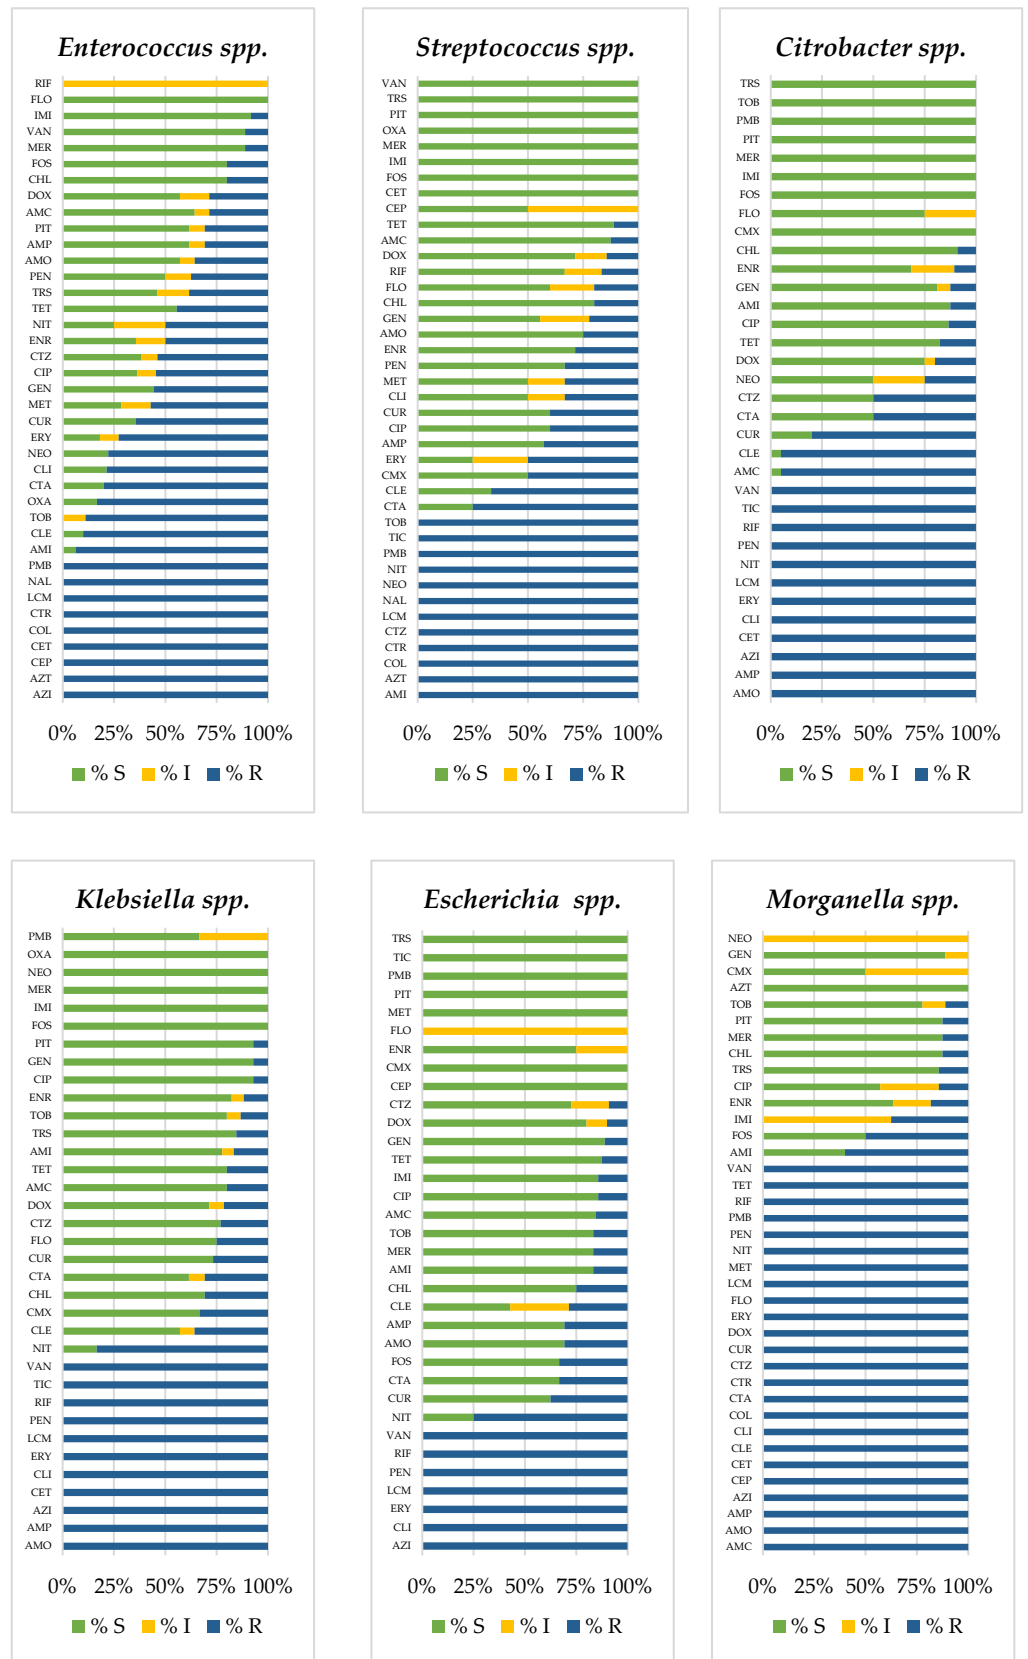 Enterococcus spp.
RIF
FLO
IMI
VAN
MER
FOS
CHL
DOX
AMC
PIT
AMP
AMO
PEN
TRS
TET
NIT
ENR
CTZ
CIP
GEN
MET
CUR
ERY
NEO
CLI
CTA
OXA
TOB
CLE
AMI
PMB
NAL
LCM
CTR
COL
CET
CEP
AZT
AZI
0% 25% 50% 75% 100%
% S % I % R
Streptococcus spp.
VAN
TRS
PIT
OXA
MER
IMI
FOS
CET
CEP
TET
AMC
DOX
RIF
FLO
CHL
GEN
AMO
ENR
PEN
MET
CLI
CUR
CIP
AMP
ERY
CMX
CLE
CTA
TOB
TIC
PMB
NIT
NEO
NAL
LCM
CTZ
CTR
COL
AZT
AMI
0% 25% 50% 75% 100%
% S % I % R
Citrobacter spp.
TRS
TOB
PMB
PIT
MER
IMI
FOS
FLO
CMX
CHL
ENR
GEN
AMI
CIP
TET
DOX
NEO
CTZ
CTA
CUR
CLE
AMC
VAN
TIC
RIF
PEN
NIT
LCM
ERY
CLI
CET
AZI
AMP
AMO
0% 25% 50% 75% 100%
% S % I % R
Klebsiella spp.
PMB
OXA
NEO
MER
IMI
FOS
PIT
GEN
CIP
ENR
TOB
TRS
AMI
TET
AMC
DOX
CTZ
FLO
CUR
CTA
CHL
CMX
CLE
NIT
VAN
TIC
RIF
PEN
LCM
ERY
CLI
CET
AZI
AMP
AMO
0% 25% 50% 75% 100%
% S % I % R
Escherichia spp.
TRS
TIC
PMB
PIT
MET
FLO
ENR
CMX
CEP
CTZ
DOX
GEN
TET
IMI
CIP
AMC
TOB
MER
AMI
CHL
CLE
AMP
AMO
FOS
CTA
CUR
NIT
VAN
RIF
PEN
LCM
ERY
CLI
AZI
0% 25% 50% 75% 100%
% S % I % R
Morganella spp.
NEO
GEN
CMX
AZT
TOB
PIT
MER
CHL
TRS
CIP
ENR
IMI
FOS
AMI
VAN
TET
RIF
PMB
PEN
NIT
MET
LCM
FLO
ERY
DOX
CUR
CTZ
CTR
CTA
COL
CLI
CLE
CET
CEP
AZI
AMP
AMO
AMC
0% 25% 50% 75% 100%
% S % I % R